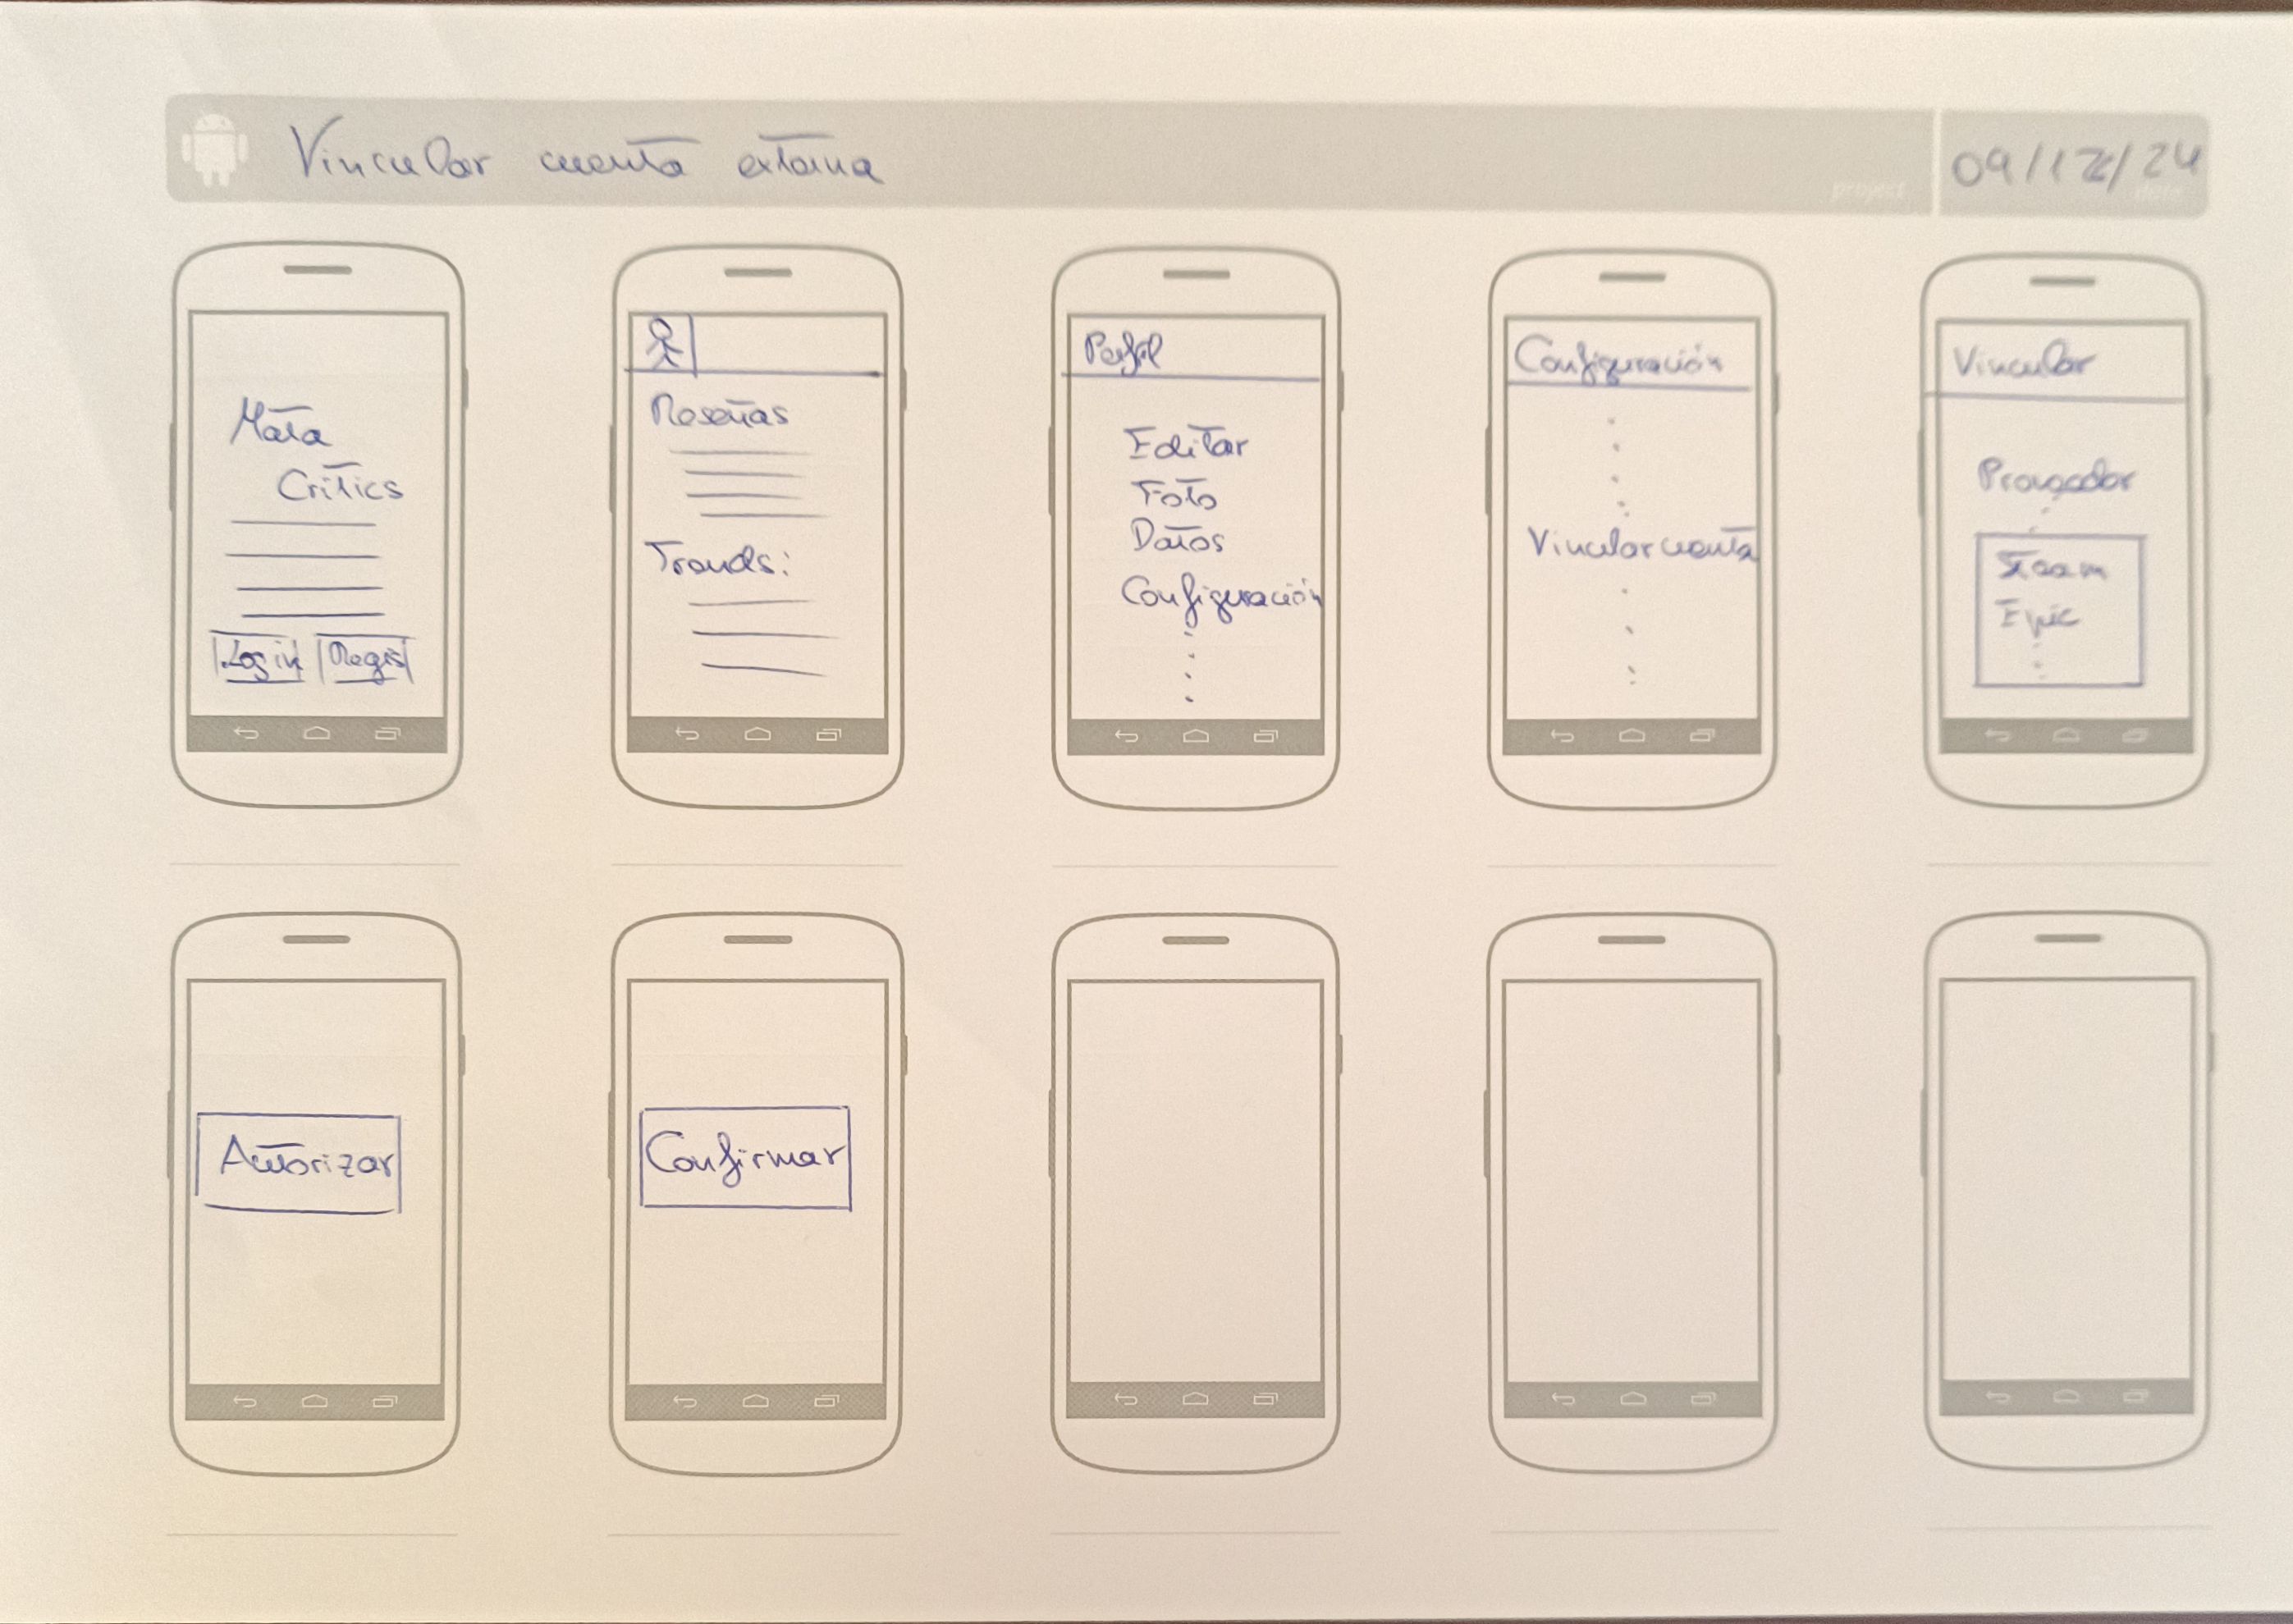 Vincular cuenta externa
project
09/12/24
date
Mata
Critics
Login
Regis
Reseñas
Trends:
Perfil
Editar
Foto
Datos
Configuración
Configuración
Vincular cuenta
Vincular
Proveedor
Steam
Epic
Autorizar
Confirmar